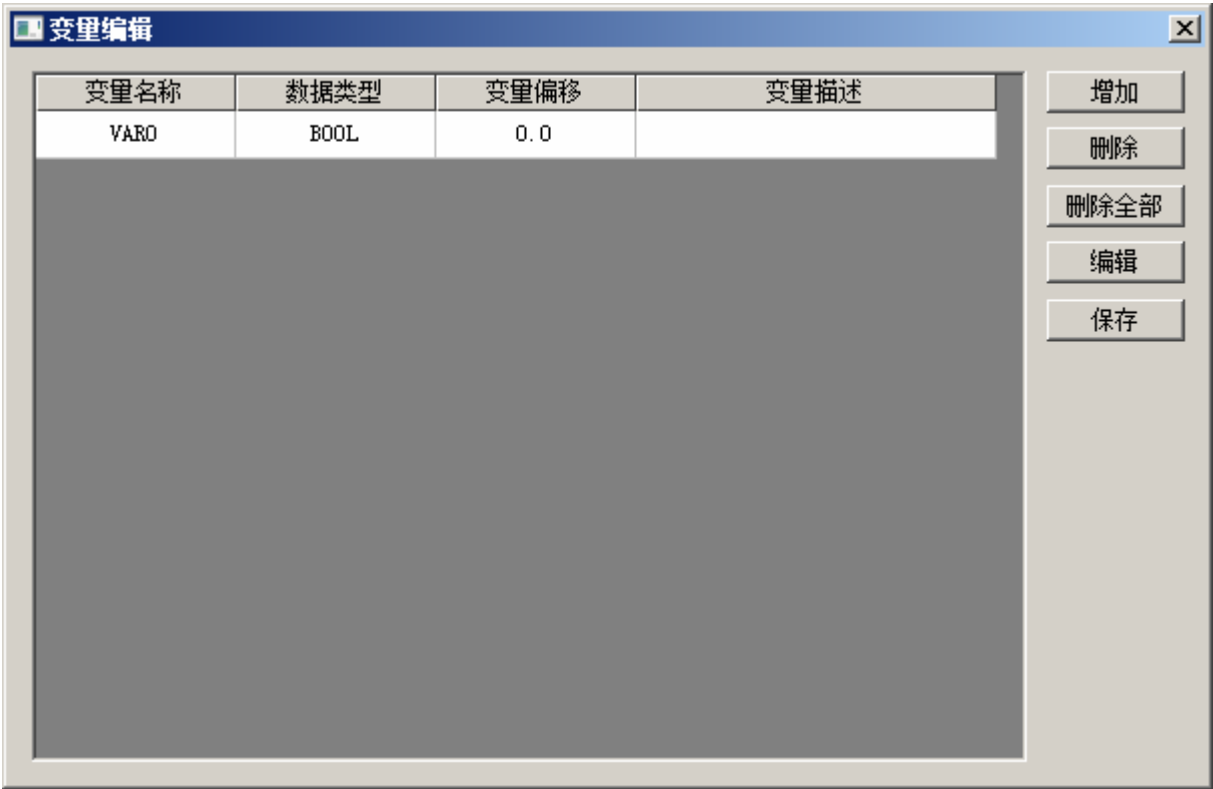 变量编辑
变量名称 数据类型 变量偏移 变量描述
VAR0 BOOL 0.0
增加
删除
删除全部
编辑
保存